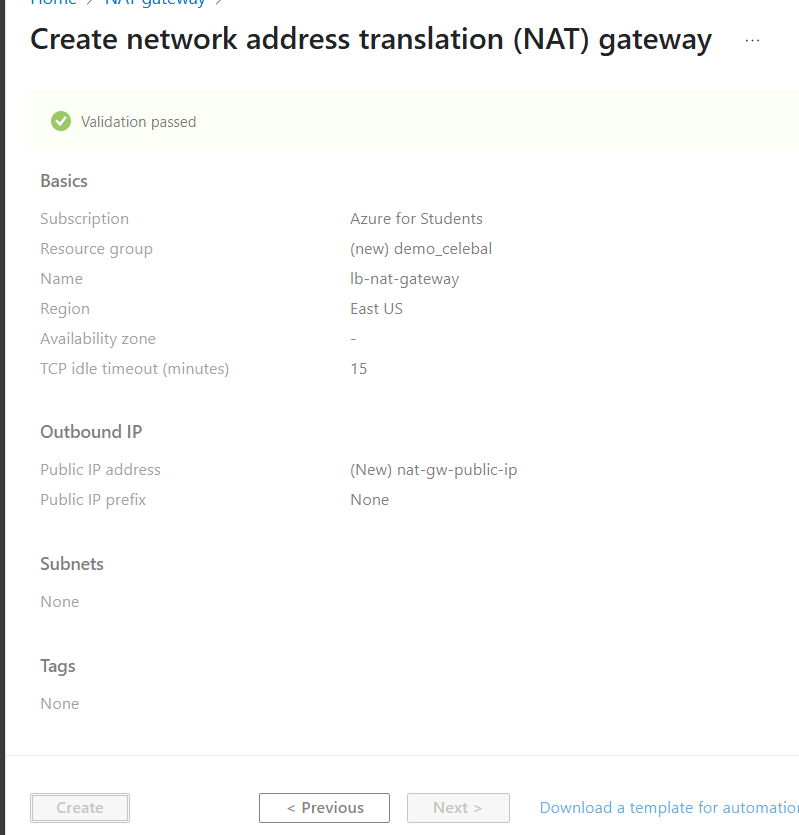 Home > NAT gateway >
Create network address translation (NAT) gateway ...
Validation passed
Basics
Subscription Azure for Students
Resource group (new) demo_celebal
Name lb-nat-gateway
Region East US
Availability zone -
TCP idle timeout (minutes) 15
Outbound IP
Public IP address (New) nat-gw-public-ip
Public IP prefix None
Subnets
None
Tags
None
Create < Previous Next > Download a template for automation